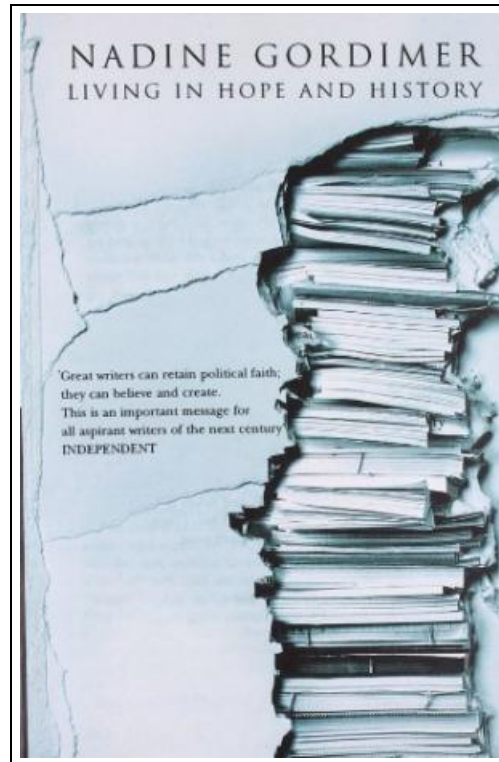 NADINE GORDIMER
LIVING IN HOPE AND HISTORY
'Great writers can retain political faith;
they can believe and create.
This is an important message for
all aspirant writers of the next century'
INDEPENDENT